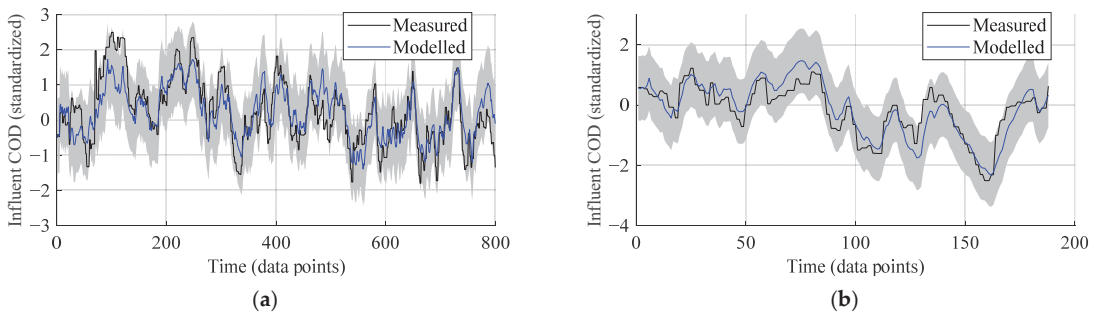 Influent COD (standardized)
3
2
1
0
−1
−2
−3
0
200
400
600
800
Time (data points)
Measured
Modelled
(a)
Influent COD (standardized)
2
0
−2
−4
0
50
100
150
200
Time (data points)
Measured
Modelled
(b)